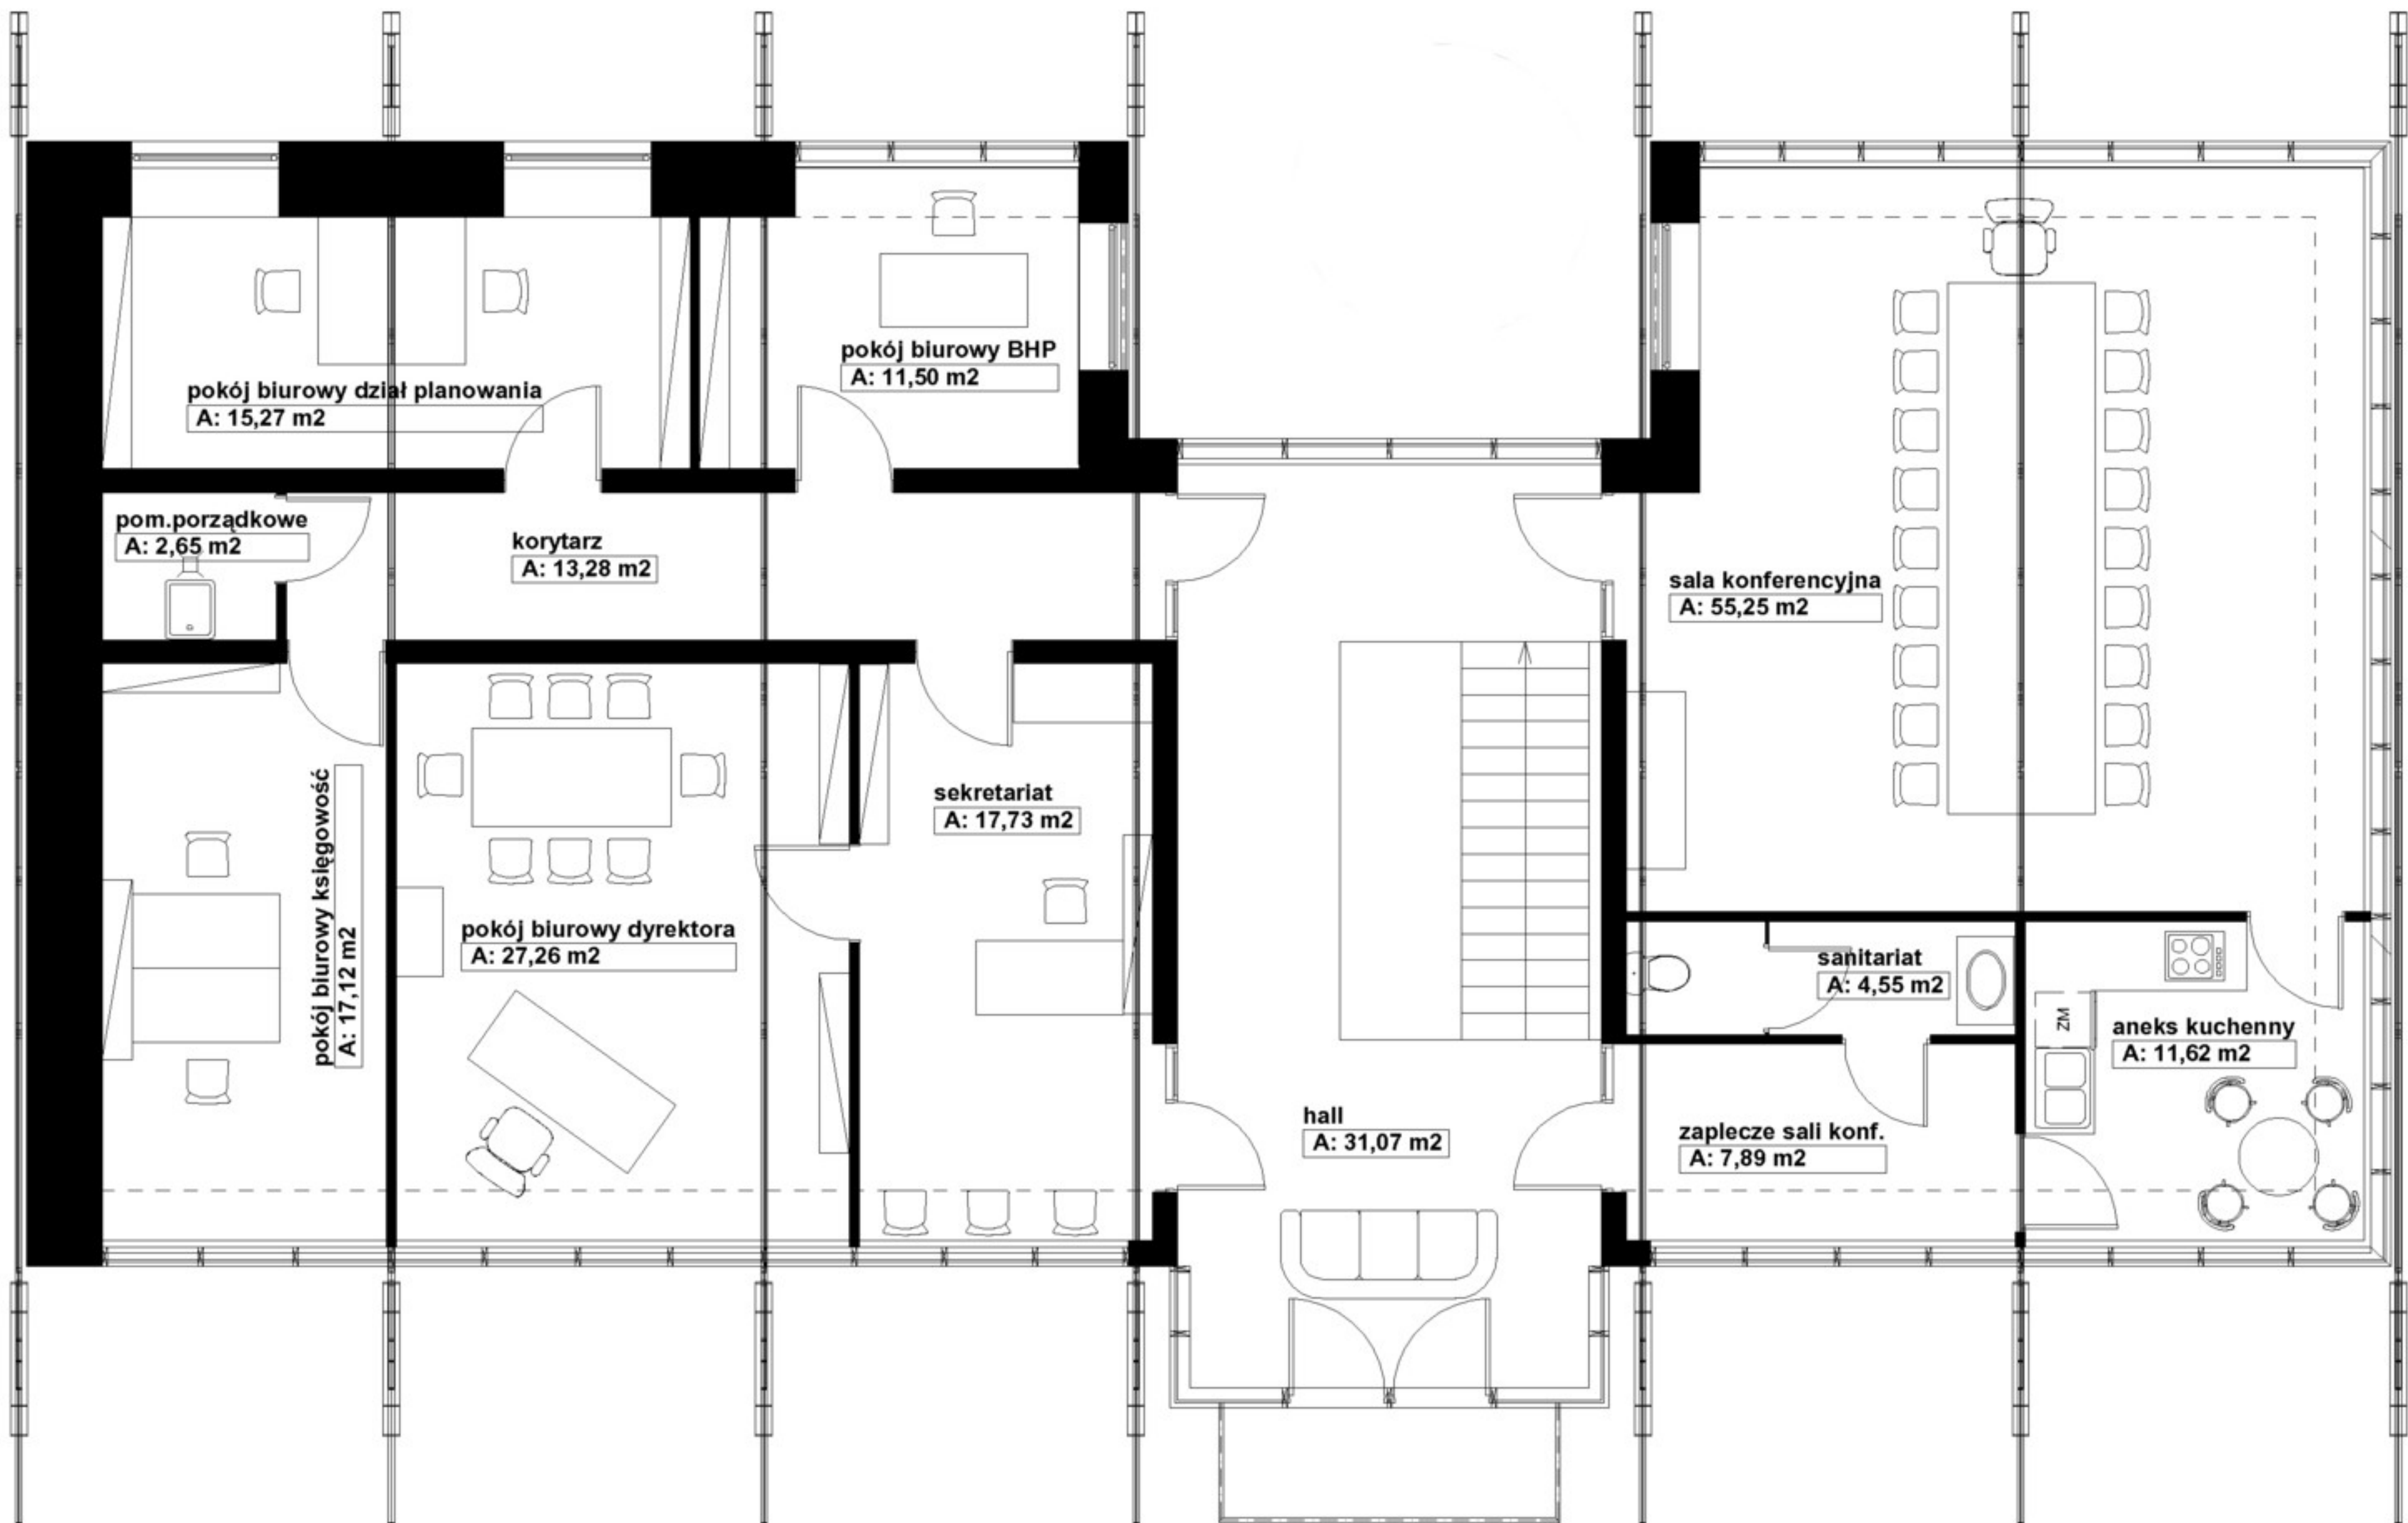 pokój biurowy BHP
A: 11,50 m2
pokój biurowy dział planowania
A: 15,27 m2
pom.porządkowe
A: 2,65 m2
korytarz
A: 13,28 m2
sala konferencyjna
A: 55,25 m2
pokój biurowy księgowość
A: 17,12 m2
pokój biurowy dyrektora
A: 27,26 m2
sekretariat
A: 17,73 m2
sanitariat
A: 4,55 m2
ZM
aneks kuchenny
A: 11,62 m2
hall
A: 31,07 m2
zaplecze sali konf.
A: 7,89 m2